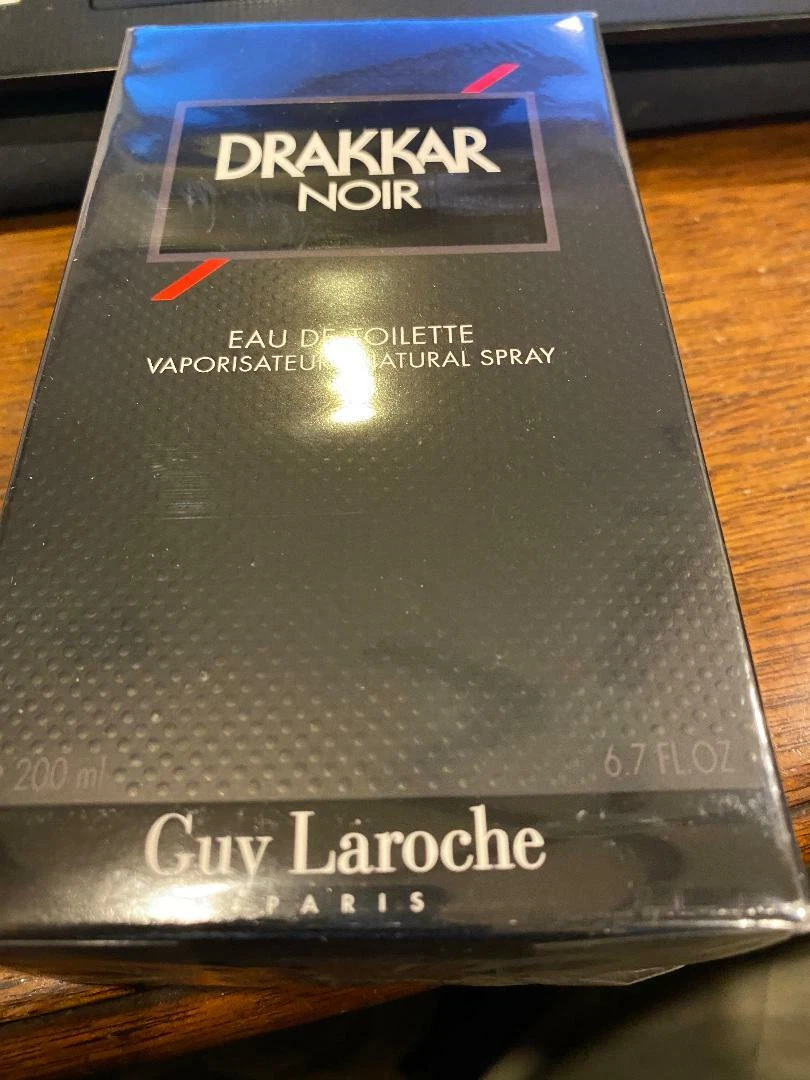 DRAKKAR
NOIR
EAU DE TOILETTE
VAPORISATEUR NATURAL SPRAY
200 ml 6.7 FL.OZ
Guy Laroche
PARIS